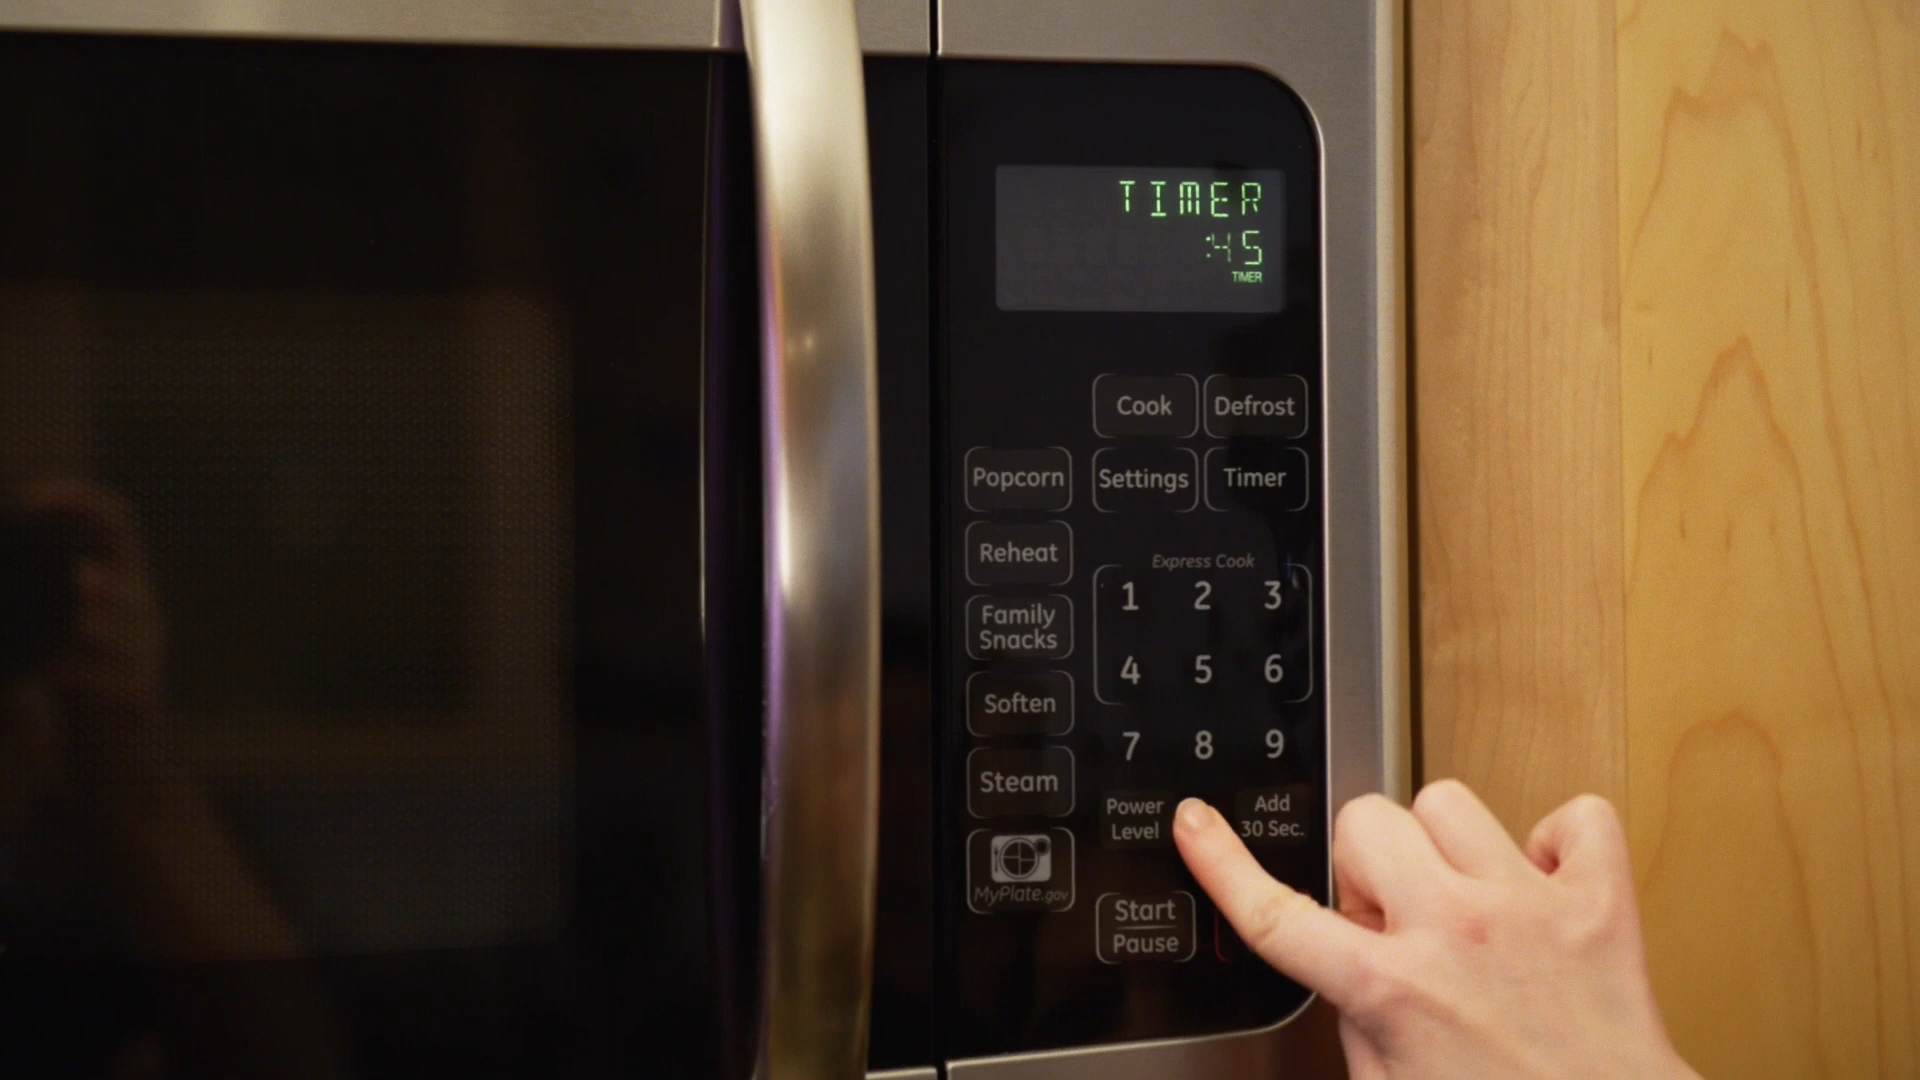 TIMER
:45
TIMER
Cook
Defrost
Popcorn
Settings
Timer
Reheat
Express Cook
1 2 3
Family
Snacks
4 5 6
Soften
7 8 9
Steam
Power
Level
Add
30 Sec.
MyPlate.gov
Start
Pause